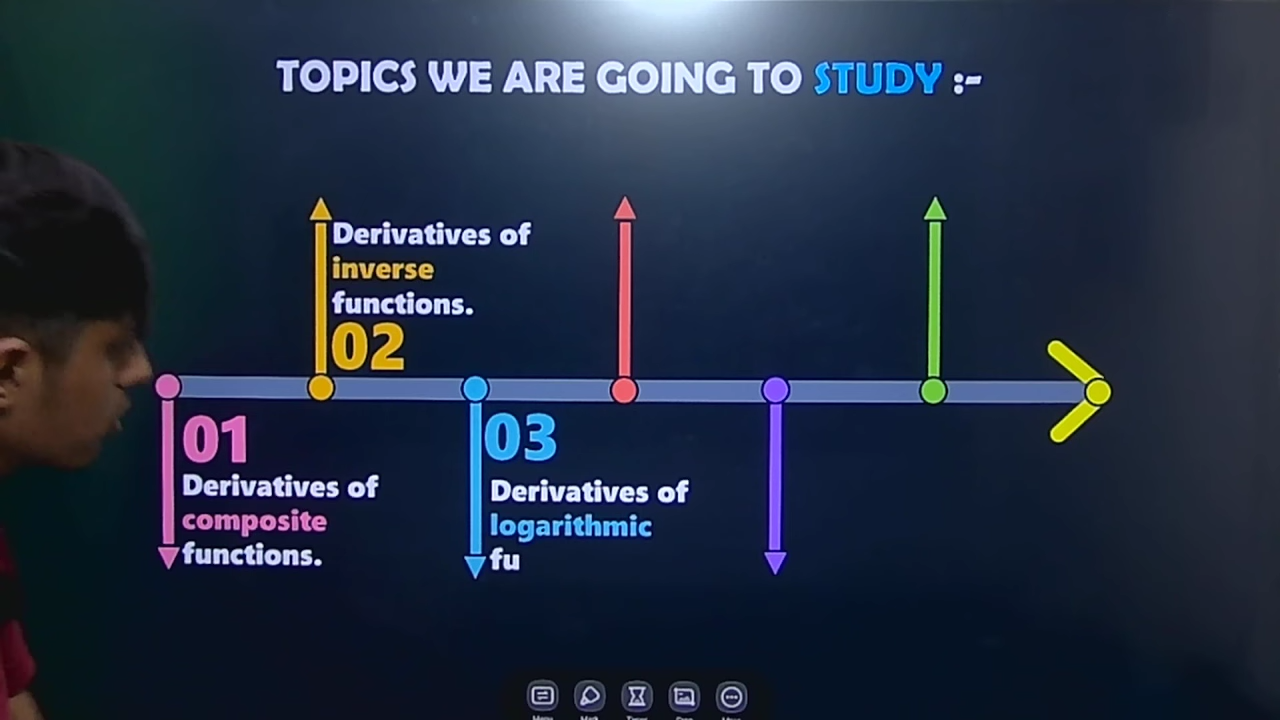 TOPICS WE ARE GOING TO STUDY :-
Derivatives of
inverse
functions.
02
01
Derivatives of
composite
functions.
03
Derivatives of
logarithmic
fu